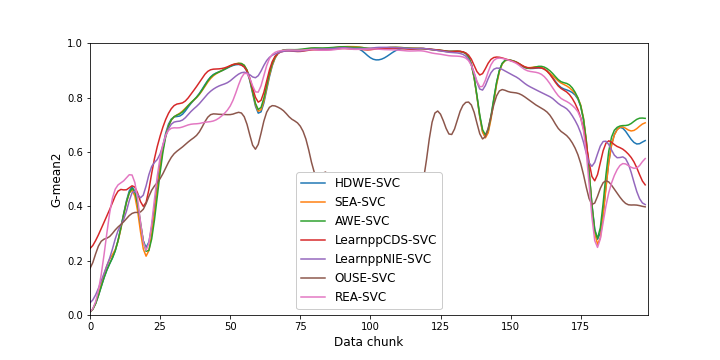 1.0
0.8
0.6
0.4
0.2
0.0
G-mean2
0
25
50
75
100
125
150
175
Data chunk
HDWE-SVC
SEA-SVC
AWE-SVC
LearnppCDS-SVC
LearnppNIE-SVC
OUSE-SVC
REA-SVC